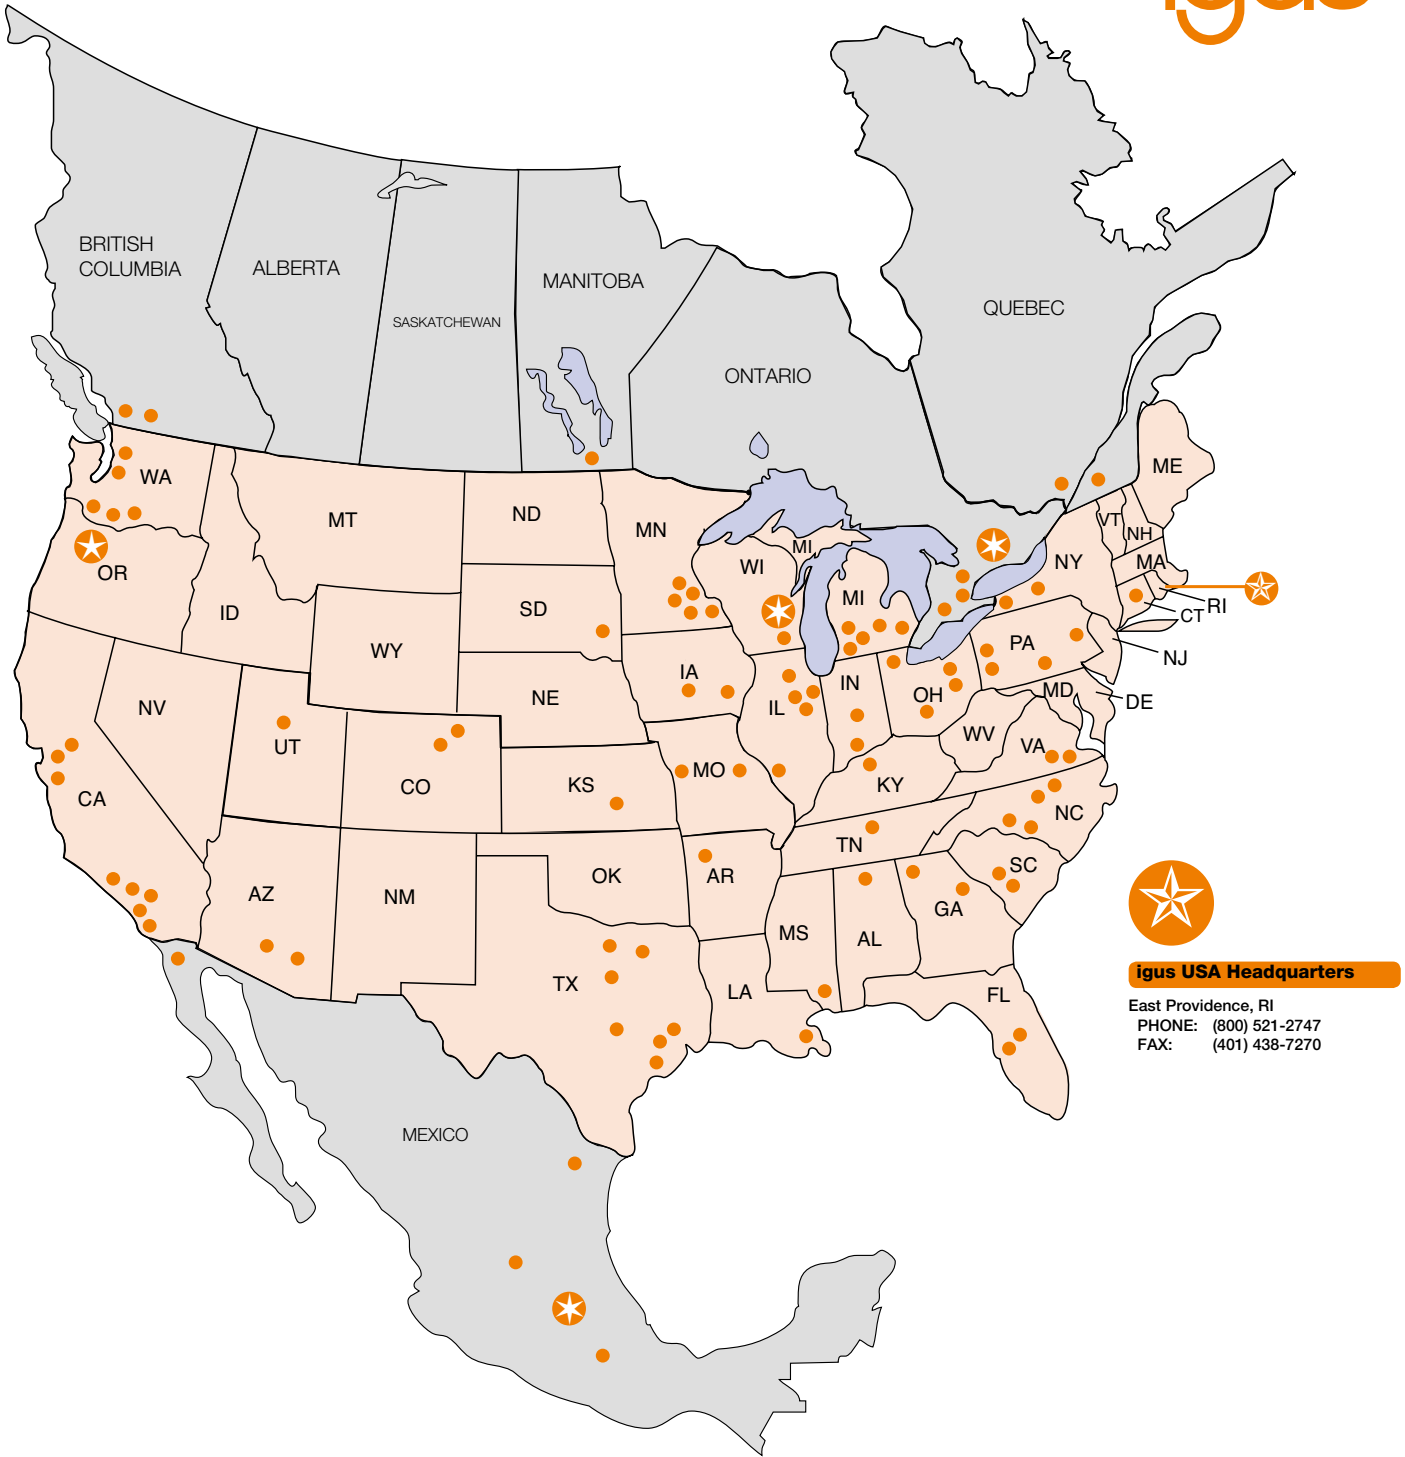 igus
BRITISH
COLUMBIA
ALBERTA
SASKATCHEWAN
MANITOBA
ONTARIO
QUEBEC
WA
MT
ND
MN
OR
ID
WY
SD
WI
MI
MI
NY
VT
NH
ME
MA
RI
CT
NJ
PA
DE
MD
NV
UT
CO
NE
IA
IL
IN
OH
WV
VA
CA
KS
MO
KY
NC
TN
SC
AZ
NM
OK
AR
MS
AL
GA
TX
LA
FL
MEXICO
igus USA Headquarters
East Providence, RI
PHONE: (800) 521-2747
FAX: (401) 438-7270